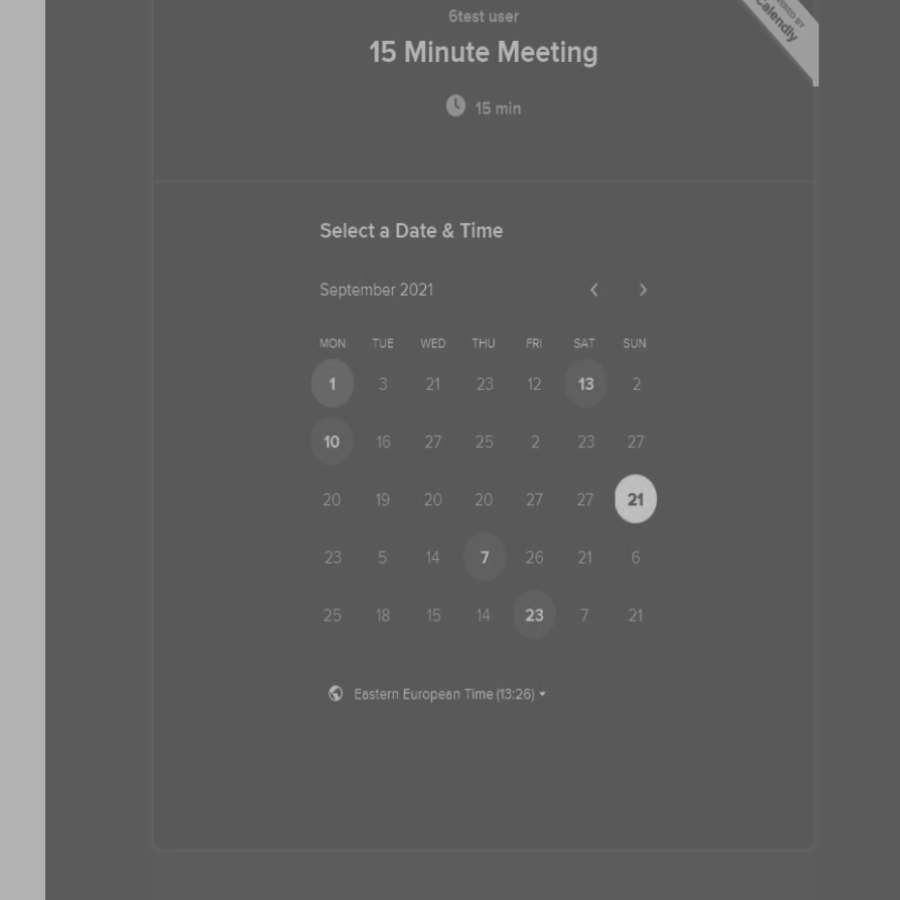 6test user
15 Minute Meeting
15 min
Calendly
Select a Date & Time
September 2021
MON TUE WED THU FRI SAT SUN
1 3 21 23 12 13 2
10 16 27 25 2 23 27
20 19 20 20 27 27 21
23 5 14 7 26 21 6
25 18 15 14 23 7 21
Eastern European Time (13:26)